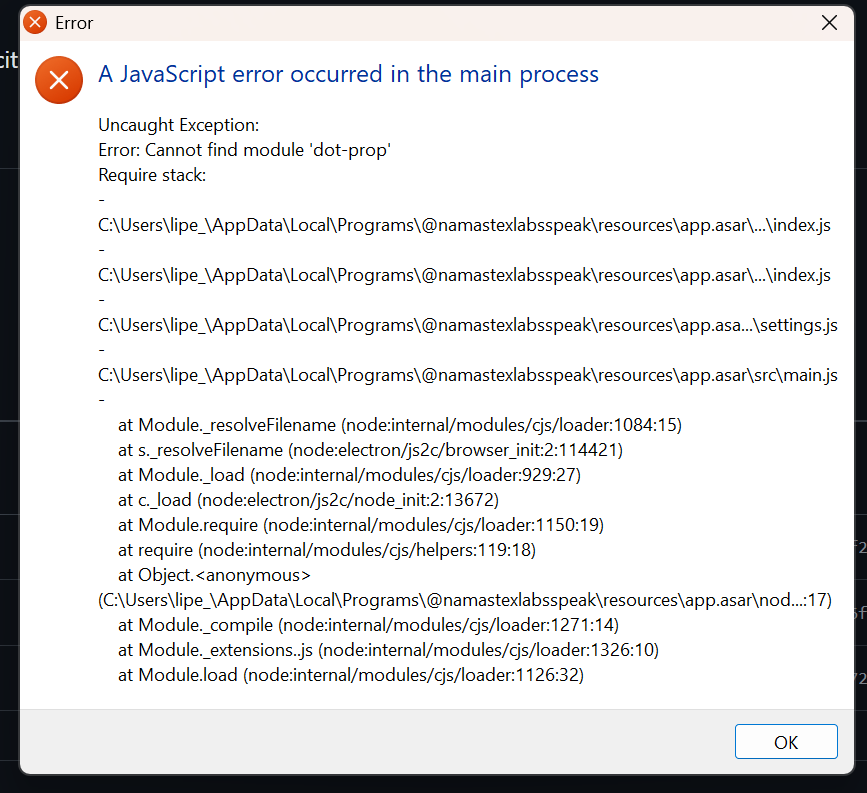 Error
cit
A JavaScript error occurred in the main process
Uncaught Exception:
Error: Cannot find module 'dot-prop'
Require stack:
-
C:\Users\lipe_\AppData\Local\Programs\@namastexlabsspeak\resources\app.asar\...\index.js
-
C:\Users\lipe_\AppData\Local\Programs\@namastexlabsspeak\resources\app.asar\...\index.js
-
C:\Users\lipe_\AppData\Local\Programs\@namastexlabsspeak\resources\app.asa...\settings.js
-
C:\Users\lipe_\AppData\Local\Programs\@namastexlabsspeak\resources\app.asar\src\main.js
-
at Module._resolveFilename (node:internal/modules/cjs/loader:1084:15)
at s._resolveFilename (node:electron/js2c/browser_init:2:114421)
at Module._load (node:internal/modules/cjs/loader:929:27)
at c._load (node:electron/js2c/node_init:2:13672)
at Module.require (node:internal/modules/cjs/loader:1150:19)
at require (node:internal/modules/cjs/helpers:119:18)
at Object.<anonymous>
(C:\Users\lipe_\AppData\Local\Programs\@namastexlabsspeak\resources\app.asar\nod...:17)
at Module._compile (node:internal/modules/cjs/loader:1271:14)
at Module._extensions..js (node:internal/modules/cjs/loader:1326:10)
at Module.load (node:internal/modules/cjs/loader:1126:32)
OK